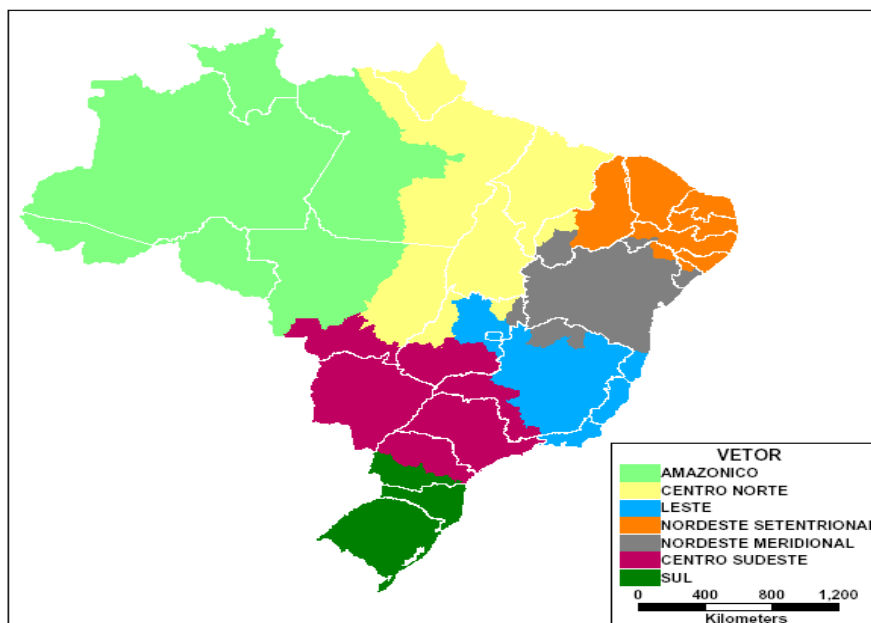 VETOR
AMAZONICO
CENTRO NORTE
LESTE
NORDESTE SETENTRIONAL
NORDESTE MERIDIONAL
CENTRO SUDESTE
SUL
0 400 800 1,200
Kilometers